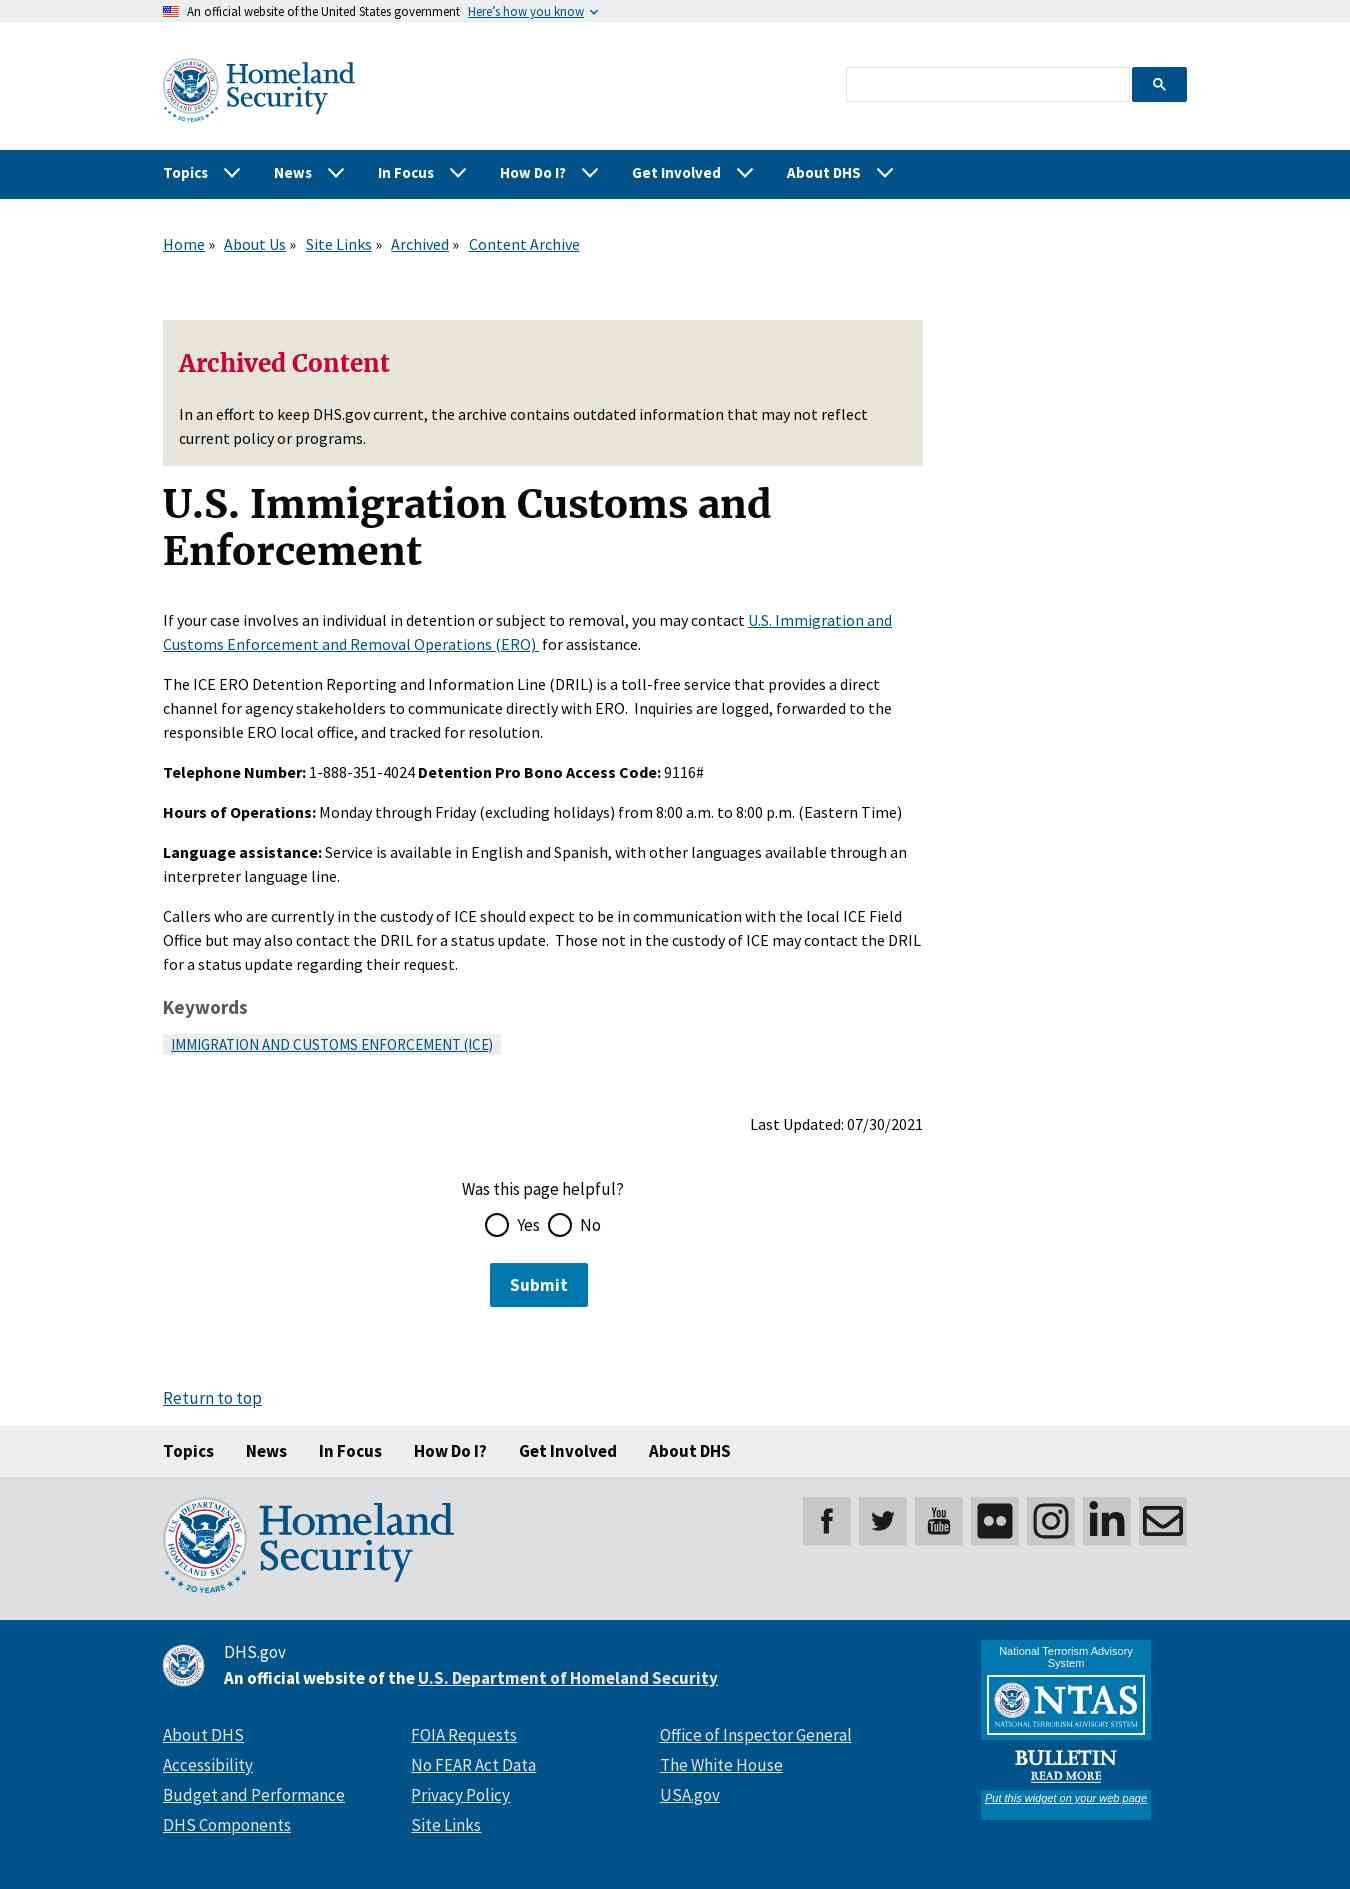 An official website of the United States government Here's how you know
U.S. DEPARTMENT OF HOMELAND SECURITY
20 YEARS
Homeland
Security
Topics News In Focus How Do I? Get Involved About DHS
Home » About Us » Site Links » Archived » Content Archive
Archived Content
In an effort to keep DHS.gov current, the archive contains outdated information that may not reflect
current policy or programs.
U.S. Immigration Customs and
Enforcement
If your case involves an individual in detention or subject to removal, you may contact U.S. Immigration and
Customs Enforcement and Removal Operations (ERO)  for assistance.
The ICE ERO Detention Reporting and Information Line (DRIL) is a toll-free service that provides a direct
channel for agency stakeholders to communicate directly with ERO.  Inquiries are logged, forwarded to the
responsible ERO local office, and tracked for resolution.
Telephone Number: 1-888-351-4024 Detention Pro Bono Access Code: 9116#
Hours of Operations: Monday through Friday (excluding holidays) from 8:00 a.m. to 8:00 p.m. (Eastern Time)
Language assistance: Service is available in English and Spanish, with other languages available through an
interpreter language line.
Callers who are currently in the custody of ICE should expect to be in communication with the local ICE Field
Office but may also contact the DRIL for a status update.  Those not in the custody of ICE may contact the DRIL
for a status update regarding their request.
Keywords
IMMIGRATION AND CUSTOMS ENFORCEMENT (ICE)
Last Updated: 07/30/2021
Was this page helpful?
Yes No
Submit
Return to top
Topics News In Focus How Do I? Get Involved About DHS
U.S. DEPARTMENT OF HOMELAND SECURITY
20 YEARS
Homeland
Security
You
Tube
in
DHS.gov
An official website of the U.S. Department of Homeland Security
About DHS FOIA Requests Office of Inspector General
Accessibility No FEAR Act Data The White House
Budget and Performance Privacy Policy USA.gov
DHS Components Site Links
National Terrorism Advisory
System
NTAS
NATIONAL TERRORISM ADVISORY SYSTEM
BULLETIN
READ MORE
Put this widget on your web page